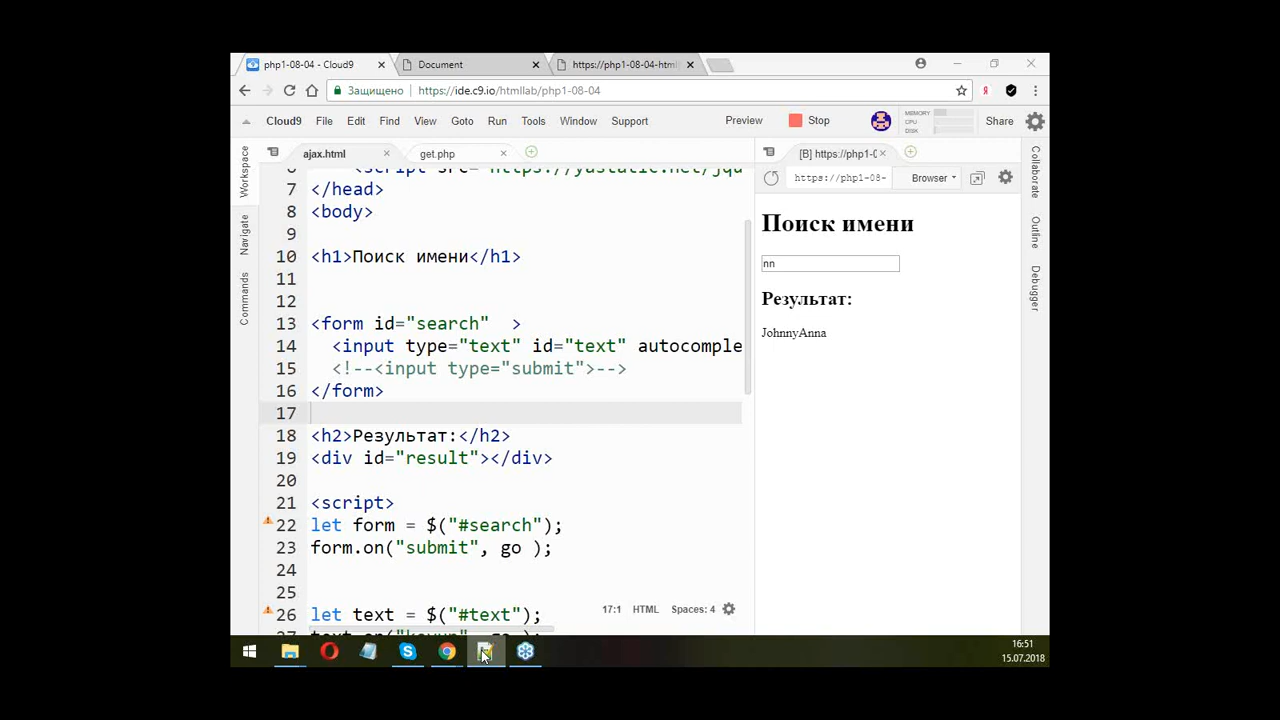 php1-08-04 - Cloud9
Document
https://php1-08-04-html
Защищено
https://ide.c9.io/htmllab/php1-08-04
Cloud9 File Edit Find View Goto Run Tools Window Support Preview Stop MEMORY CPU DISK Share
Workspace
Navigate
Commands
ajax.html
get.php
7 </head>
8 <body>
9
10 <h1>Поиск имени</h1>
11
12
13 <form id="search"  >
14   <input type="text" id="text" autocomple
15   <!--<input type="submit">-->
16 </form>
17
18 <h2>Результат:</h2>
19 <div id="result"></div>
20
21 <script>
22 let form = $("#search");
23 form.on("submit", go );
24
25
26 let text = $("#text");
17:1 HTML Spaces: 4
[B] https://php1-0
https://php1-08-
Browser
Поиск имени
nn
Результат:
JohnnyAnna
Collaborate
Outline
Debugger
16:51
15.07.2018